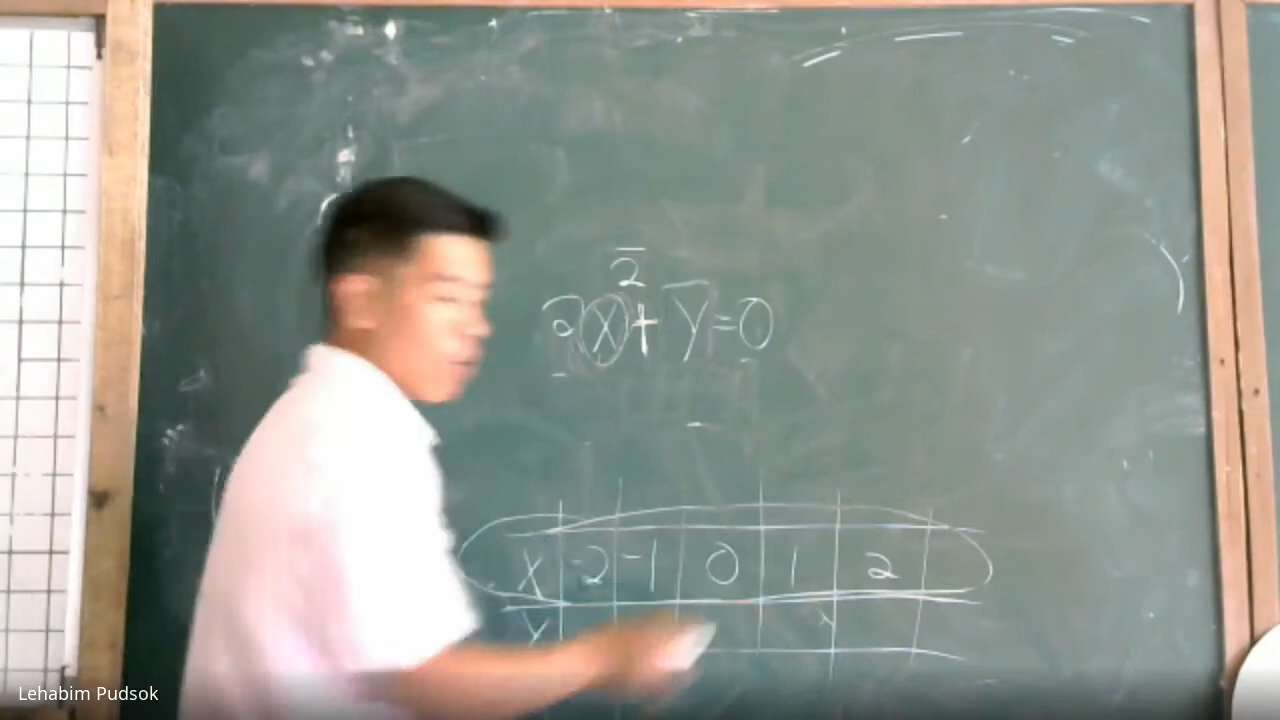 2
2x + y = 0
x -2 -1 0 1 2
y
Lehabim Pudsok